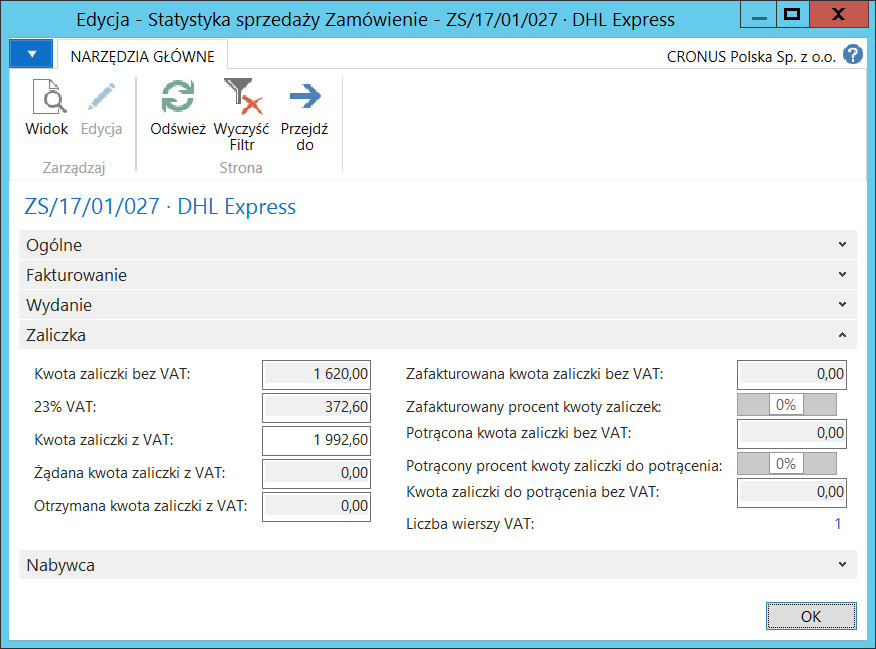 Edycja - Statystyka sprzedaży Zamówienie - ZS/17/01/027 · DHL Express
NARZĘDZIA GŁÓWNE
CRONUS Polska Sp. z o.o.
?
Widok
Edycja
Odśwież
Wyczyść Filtr
Przejdź do
Zarządzaj
Strona
ZS/17/01/027 · DHL Express
Ogólne
Fakturowanie
Wydanie
Zaliczka
Kwota zaliczki bez VAT: 1 620,00
23% VAT: 372,60
Kwota zaliczki z VAT: 1 992,60
Żądana kwota zaliczki z VAT: 0,00
Otrzymana kwota zaliczki z VAT: 0,00
Zafakturowana kwota zaliczki bez VAT: 0,00
Zafakturowany procent kwoty zaliczek: 0%
Potrącona kwota zaliczki bez VAT: 0,00
Potrącony procent kwoty zaliczki do potrącenia: 0%
Kwota zaliczki do potrącenia bez VAT: 0,00
Liczba wierszy VAT: 1
Nabywca
OK